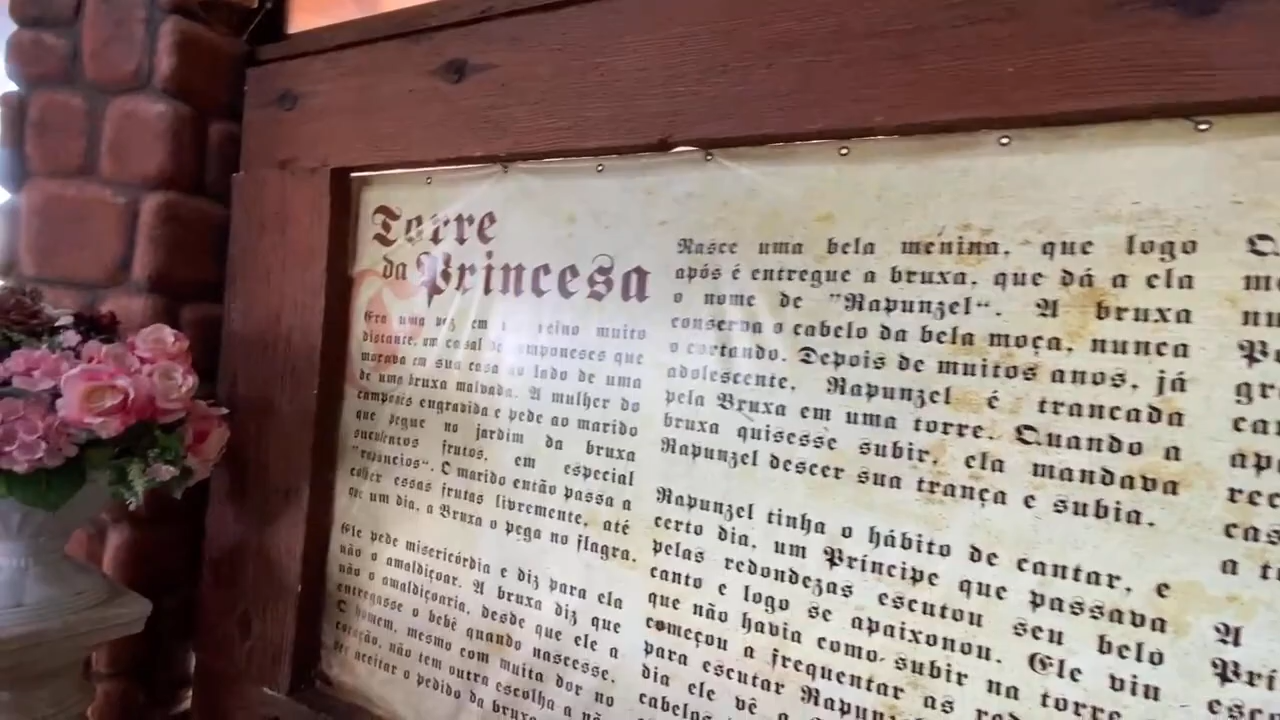 Torre
da Princesa
Era uma vez em reino muito
distante, um casal de camponeses que
morava em sua casa ao lado de uma
de uma bruxa malvada. A mulher do
camponês engravida e pede ao marido
que pegue no jardim da bruxa
suculentos frutos, em especial
"rapúncios". O marido então passa a
colher essas frutas livremente, até
que um dia, a Bruxa o pega no flagra.
Ele pede misericórdia e diz para ela
não o amaldiçoar. A bruxa diz que
não o amaldiçoaria, desde que ele a
entregasse o bebê quando nascesse.
O homem, mesmo com muita dor no
coração, não tem outra escolha a não
ser aceitar o pedido da bruxa
Nasce uma bela menina, que logo
após é entregue a bruxa, que dá a ela
o nome de "Rapunzel". A bruxa
conserva o cabelo da bela moça, nunca
o cortando. Depois de muitos anos, já
adolescente, Rapunzel é trancada
pela Bruxa em uma torre. Quando a
bruxa quisesse subir, ela mandava
Rapunzel descer sua trança e subia.
Rapunzel tinha o hábito de cantar, e
certo dia, um Príncipe que passava
pelas redondezas escutou seu belo
canto e logo se apaixonou. Ele viu
que não havia como subir na torre
começou a frequentar as
para escutar
dia ele vê a
cabelos
a
A